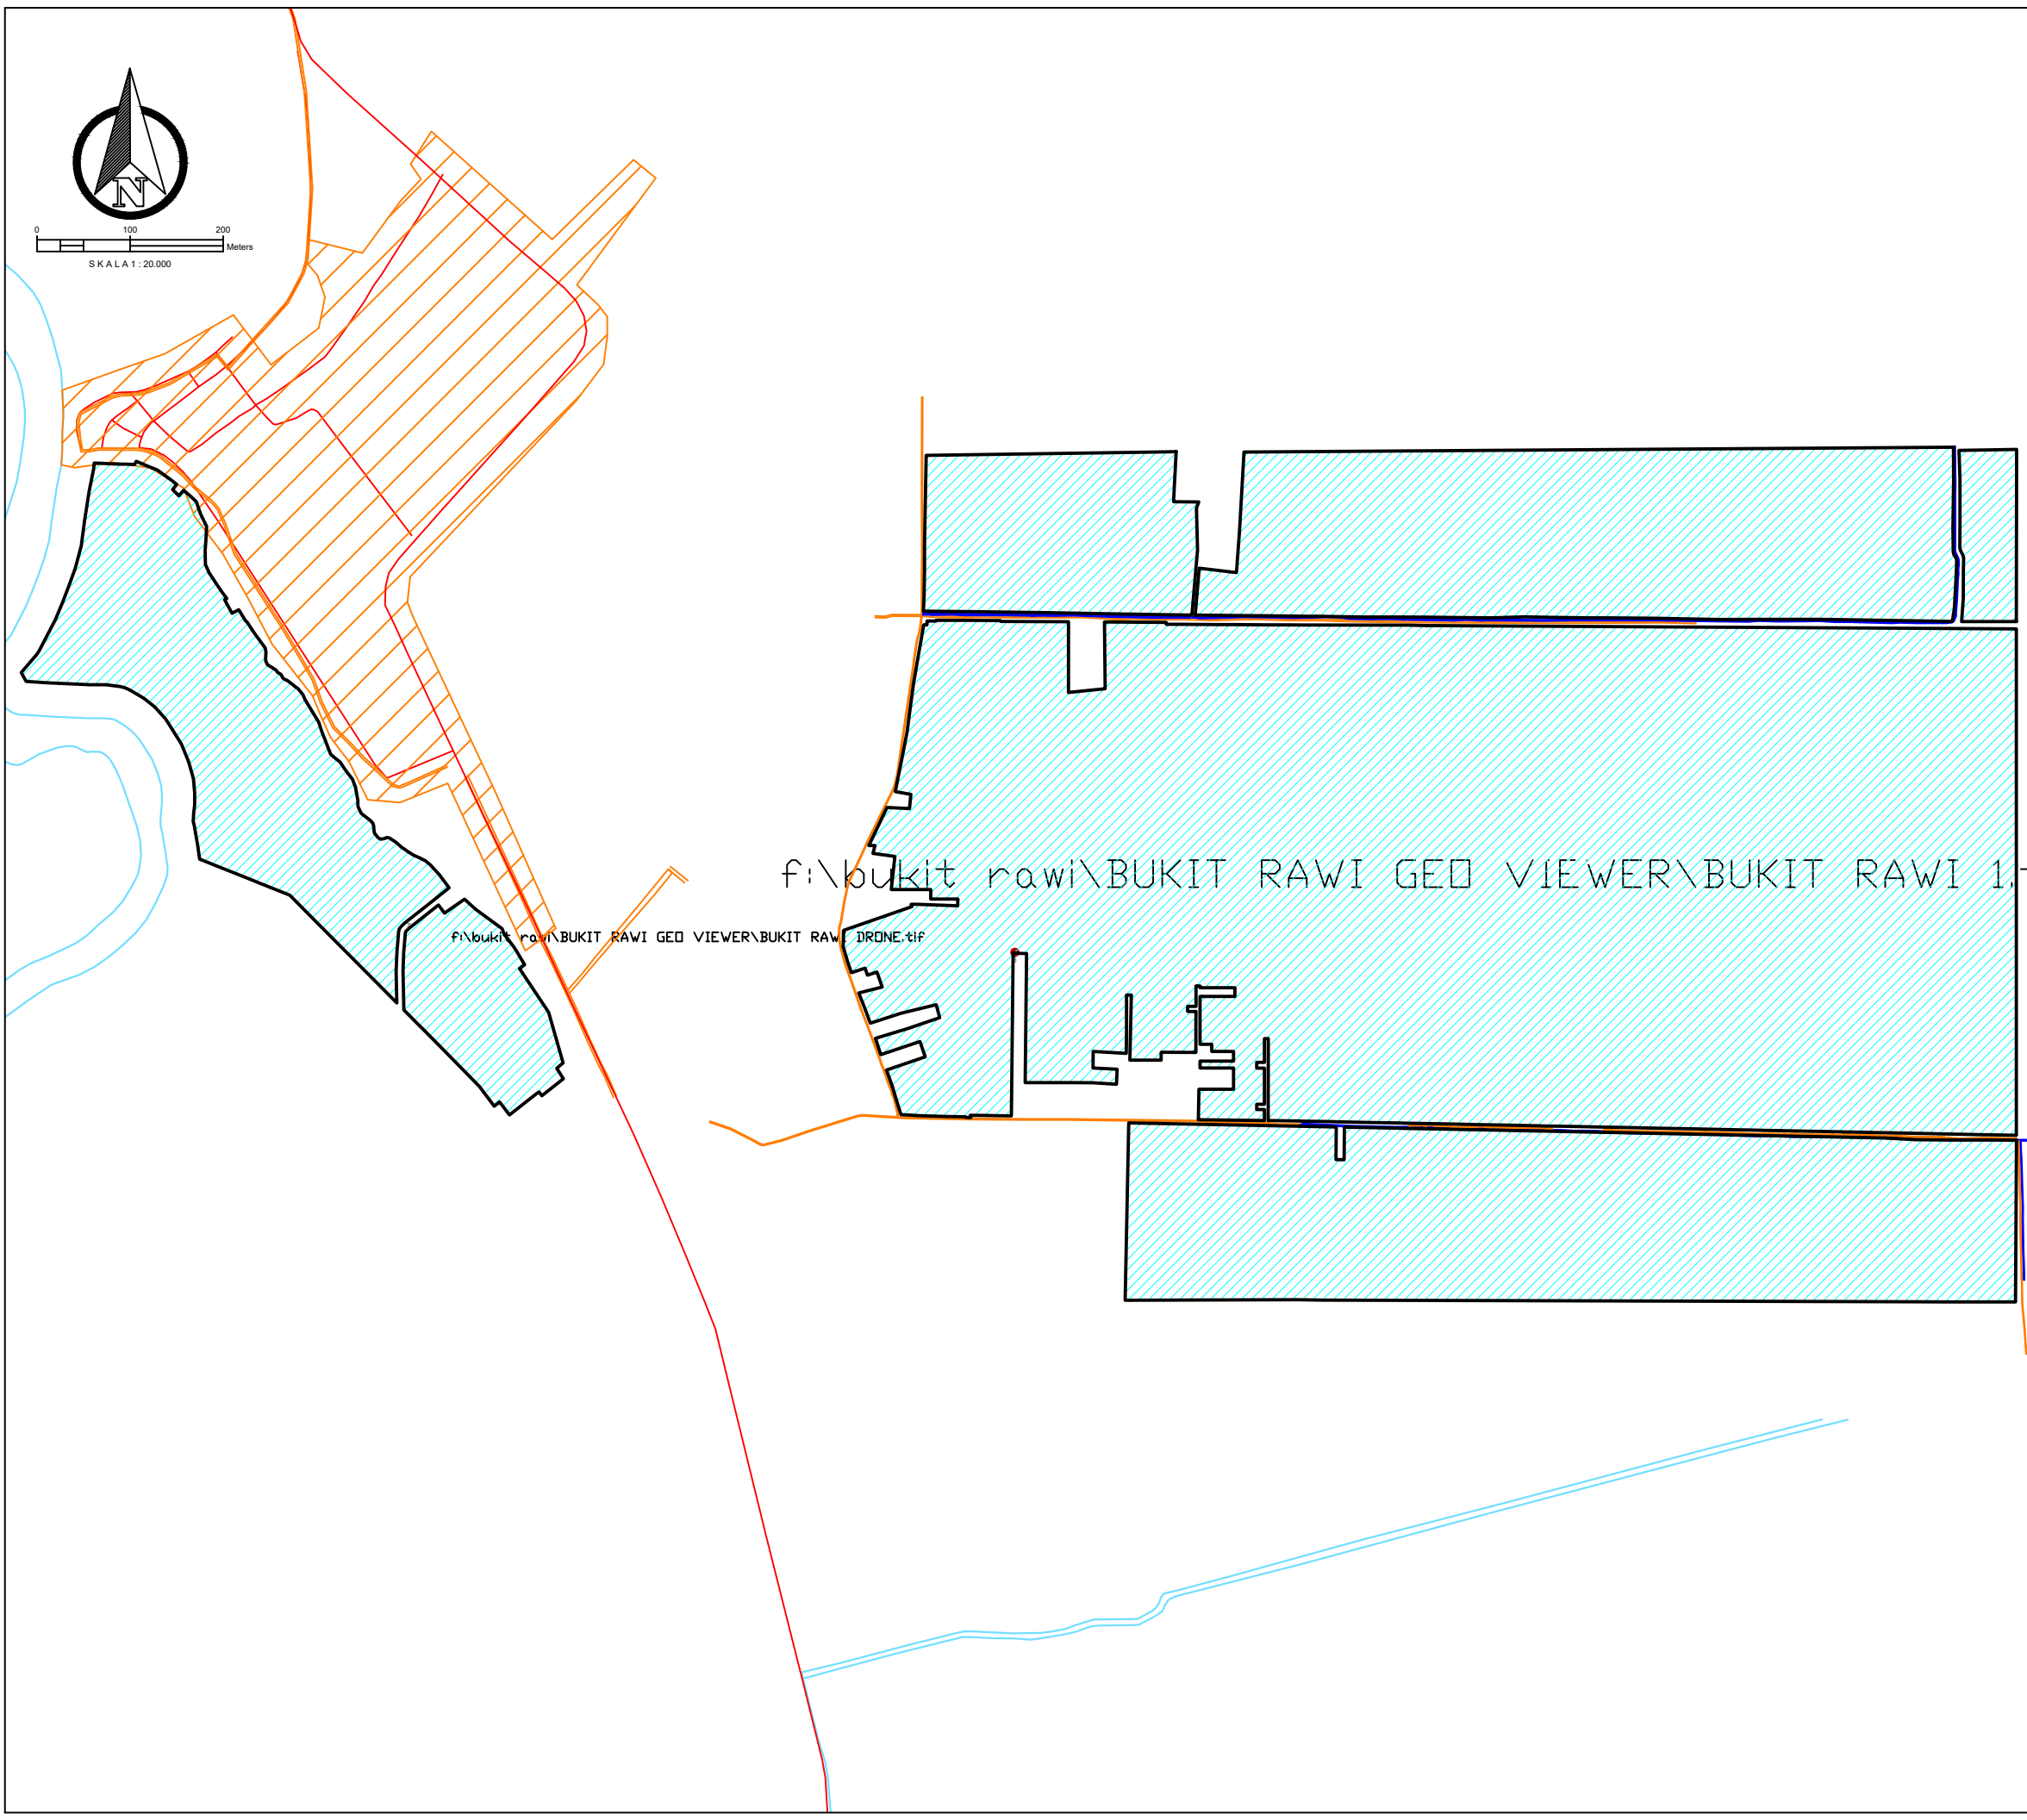 N
0 100 200
Meters
S K A L A 1 : 20.000
f:\bukit rawi\BUKIT RAWI GEO VIEWER\BUKIT RAWI 1.
f:\bukit rawi\BUKIT RAWI GEO VIEWER\BUKIT RAWI DRONE.tif